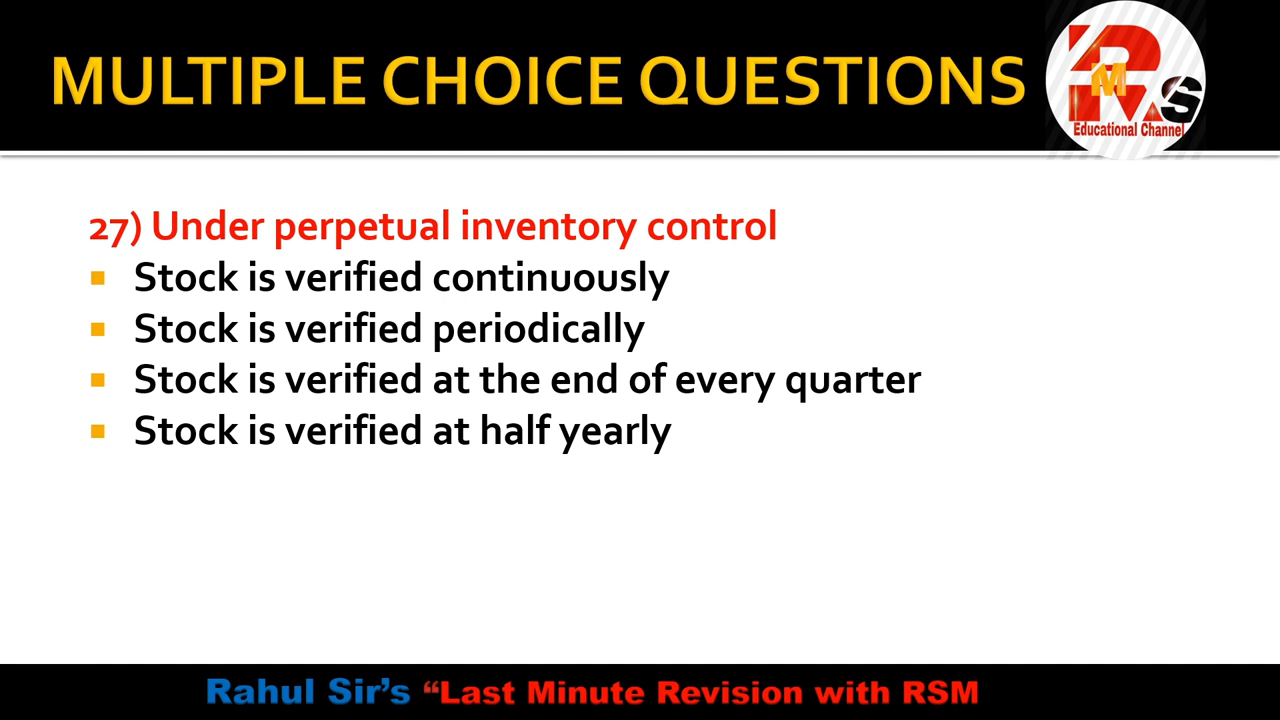 MULTIPLE CHOICE QUESTIONS
RMS
Educational Channel
27) Under perpetual inventory control
▪ Stock is verified continuously
▪ Stock is verified periodically
▪ Stock is verified at the end of every quarter
▪ Stock is verified at half yearly
Rahul Sir’s “Last Minute Revision with RSM